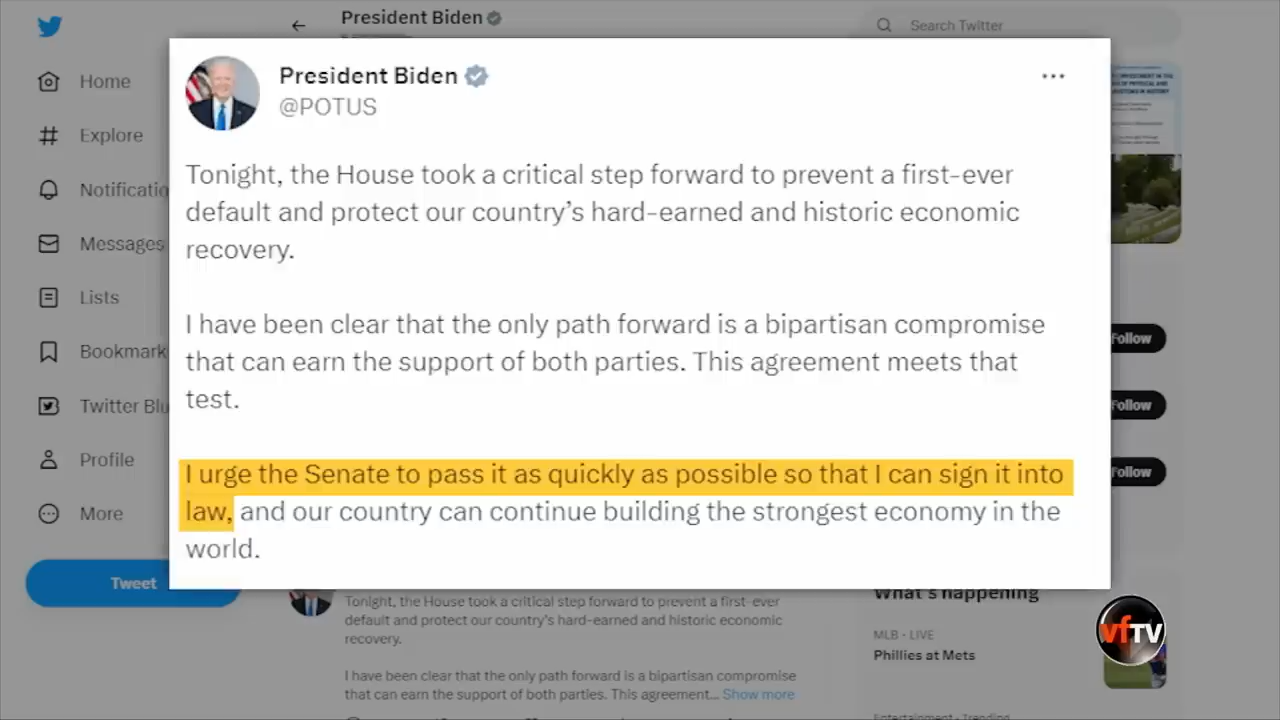 President Biden
Search Twitter
President Biden
@POTUS
Home
Explore
Notificatio
Messages
Lists
Bookmark
Twitter Blu
Profile
More
Tweet
Tonight, the House took a critical step forward to prevent a first-ever
default and protect our country's hard-earned and historic economic
recovery.
I have been clear that the only path forward is a bipartisan compromise
that can earn the support of both parties. This agreement meets that
test.
I urge the Senate to pass it as quickly as possible so that I can sign it into
law, and our country can continue building the strongest economy in the
world.
Follow
Follow
Follow
Tonight, the House took a critical step forward to prevent a first-ever
default and protect our country's hard-earned and historic economic
recovery.
I have been clear that the only path forward is a bipartisan compromise
that can earn the support of both parties. This agreement... Show more
What's happening
MLB · LIVE
Phillies at Mets
Entertainment · Trending
vfTV